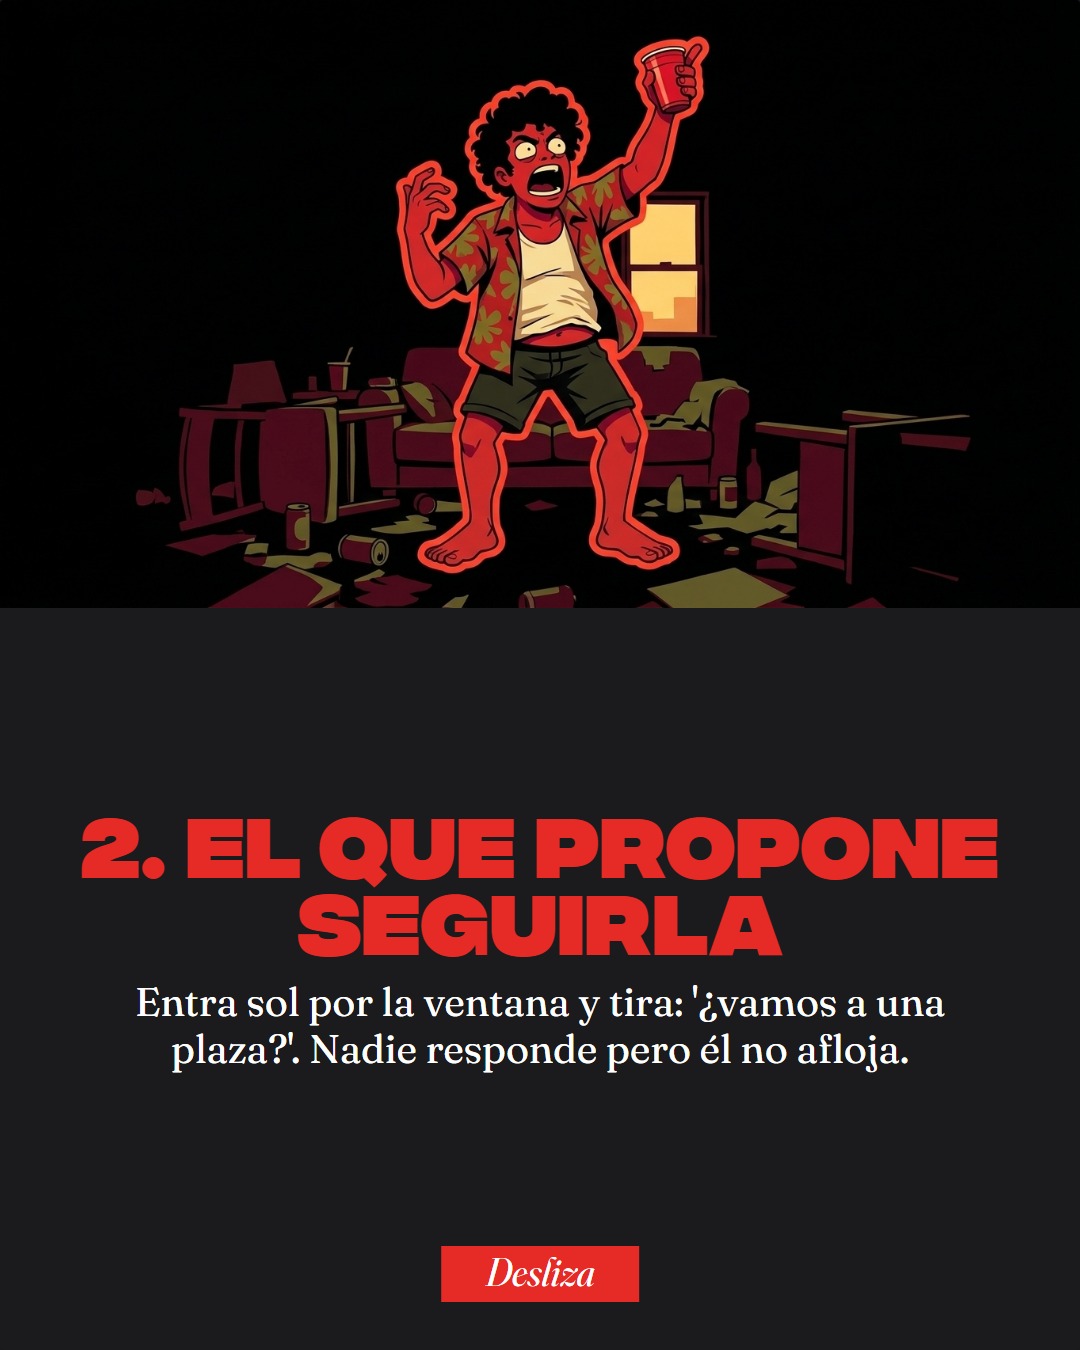 2. EL QUE PROPONE
SEGUIRLA
Entra sol por la ventana y tira: '¿vamos a una
plaza?'. Nadie responde pero él no afloja.
Desliza